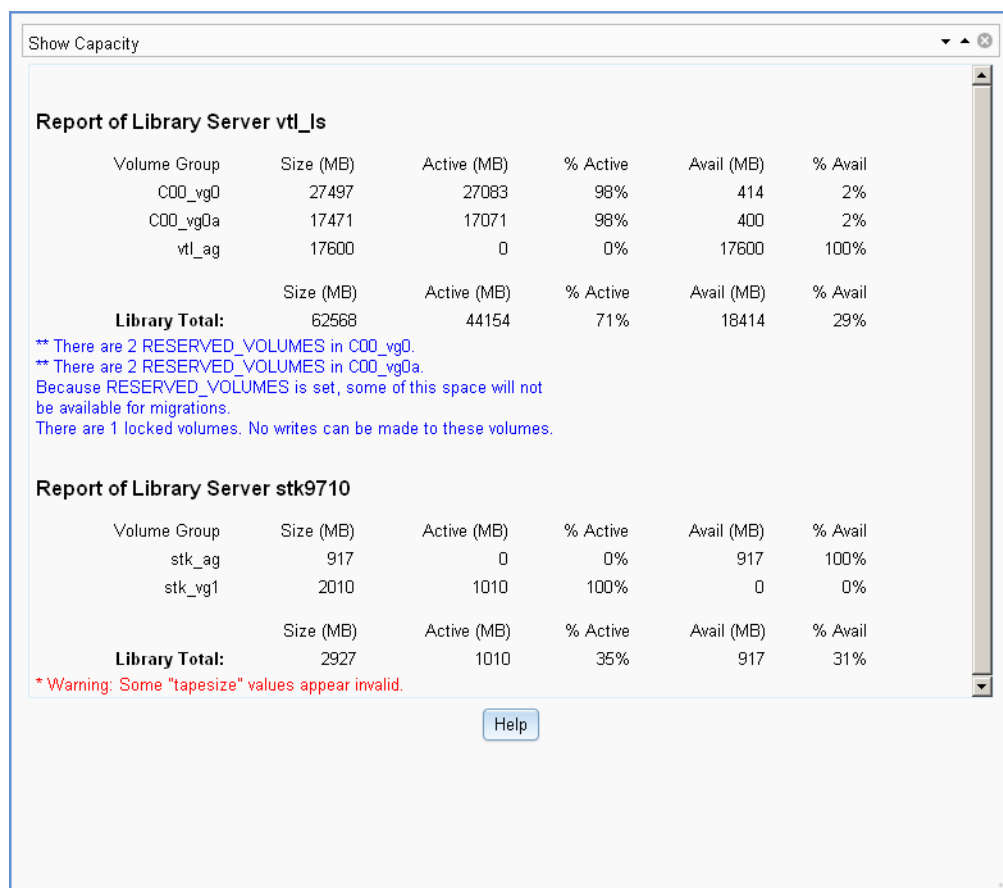 Show Capacity
Report of Library Server vtl_ls
Volume Group Size (MB) Active (MB) % Active Avail (MB) % Avail
C00_vg0 27497 27083 98% 414 2%
C00_vg0a 17471 17071 98% 400 2%
vtl_ag 17600 0 0% 17600 100%
Size (MB) Active (MB) % Active Avail (MB) % Avail
Library Total: 62568 44154 71% 18414 29%
** There are 2 RESERVED_VOLUMES in C00_vg0.
** There are 2 RESERVED_VOLUMES in C00_vg0a.
Because RESERVED_VOLUMES is set, some of this space will not
be available for migrations.
There are 1 locked volumes. No writes can be made to these volumes.
Report of Library Server stk9710
Volume Group Size (MB) Active (MB) % Active Avail (MB) % Avail
stk_ag 917 0 0% 917 100%
stk_vg1 2010 1010 100% 0 0%
Size (MB) Active (MB) % Active Avail (MB) % Avail
Library Total: 2927 1010 35% 917 31%
* Warning: Some "tapesize" values appear invalid.
Help